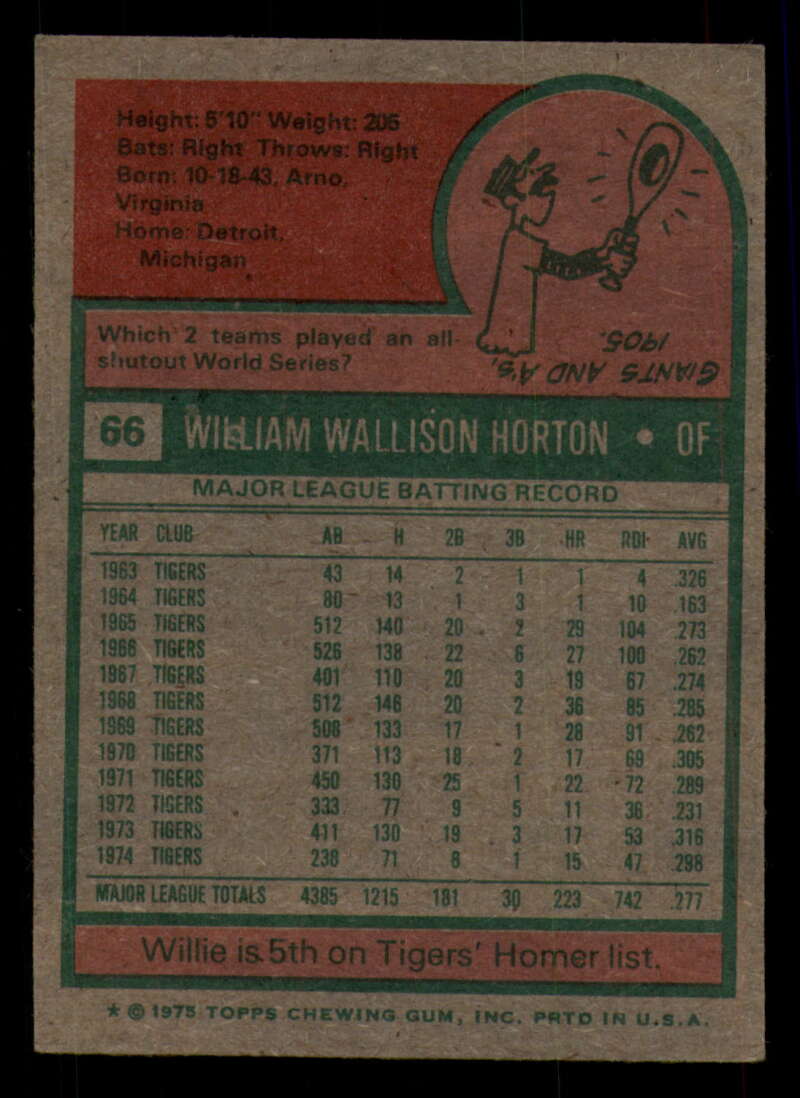 Height: 5'10" Weight: 205
Bats: Right Throws: Right
Born: 10-18-43, Arno,
Virginia
Home: Detroit,
Michigan
Which 2 teams played an all-
shutout World Series?
GIANTS AND A'S,
1905.
66 WILLIAM WALLISON HORTON • OF
MAJOR LEAGUE BATTING RECORD
YEAR CLUB AB H 2B 3B HR RBI AVG
1963 TIGERS 43 14 2 1 1 4 .326
1964 TIGERS 80 13 1 3 1 10 .163
1965 TIGERS 512 140 20 2 29 104 .273
1966 TIGERS 526 138 22 6 27 100 .262
1967 TIGERS 401 110 20 3 19 67 .274
1968 TIGERS 512 146 20 2 36 85 .285
1969 TIGERS 508 133 17 1 28 91 .262
1970 TIGERS 371 113 18 2 17 69 .305
1971 TIGERS 450 130 25 1 22 72 .289
1972 TIGERS 333 77 9 5 11 36 .231
1973 TIGERS 411 130 19 3 17 53 .316
1974 TIGERS 238 71 8 1 15 47 .298
MAJOR LEAGUE TOTALS 4385 1215 181 30 223 742 .277
Willie is 5th on Tigers' Homer list.
★ © 1975 TOPPS CHEWING GUM, INC. PRTD IN U.S.A.